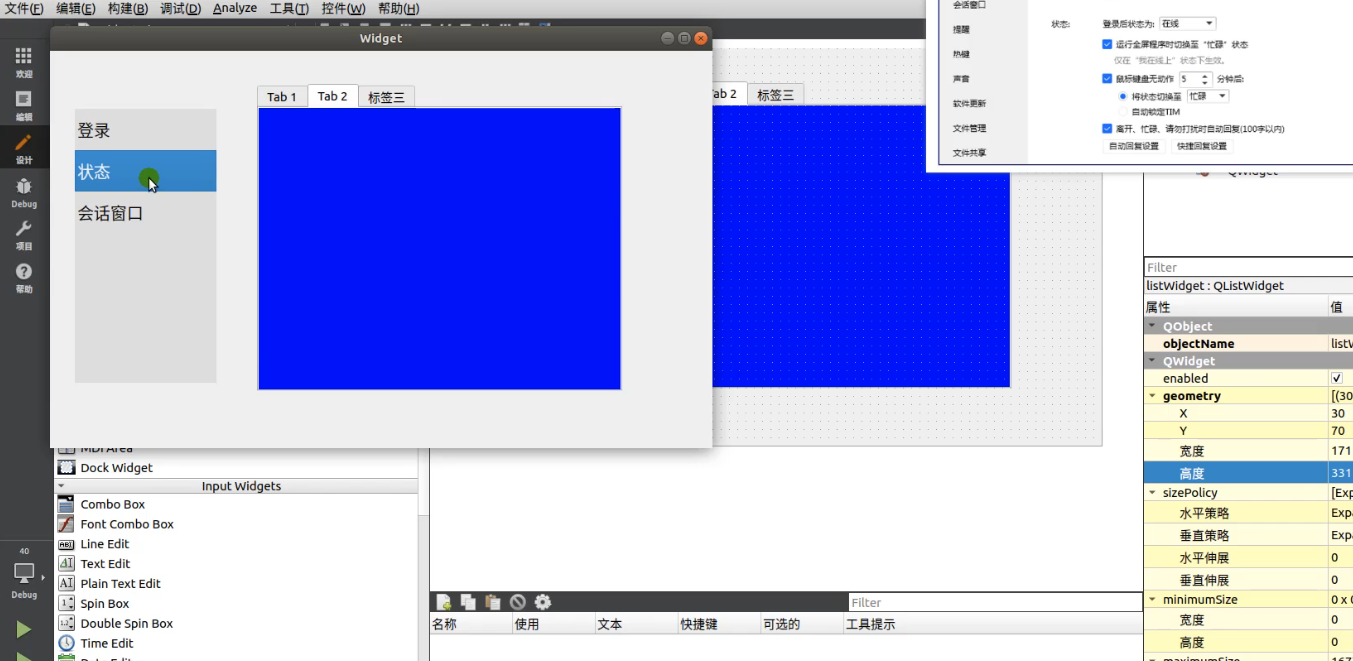 文件(F) 编辑(E) 构建(B) 调试(D) Analyze 工具(T) 控件(W) 帮助(H)
Widget
欢迎
编辑
设计
Debug
项目
帮助
40
Debug
Tab 1 Tab 2 标签三
登录
状态
会话窗口
ab 2 标签三
会话窗口
提醒
热键
声音
软件更新
文件管理
文件共享
状态: 登录后状态为: 在线
运行全屏程序时切换至 "忙碌" 状态
仅在 "我在线上" 状态下生效。
鼠标键盘无动作 5 分钟后:
将状态切换至 忙碌
自动锁定TIM
离开、忙碌、请勿打扰时自动回复(100字以内)
自动回复设置 快捷回复设置
QWidget
MDI Area
Dock Widget
Input Widgets
Combo Box
Font Combo Box
Line Edit
Text Edit
Plain Text Edit
Spin Box
Double Spin Box
Time Edit
Filter
名称 使用 文本 快捷键 可选的 工具提示
Filter
listWidget : QListWidget
属性 值
QObject
objectName listW
QWidget
enabled
geometry [(30
X 30
Y 70
宽度 171
高度 331
sizePolicy [Exp
水平策略 Expa
垂直策略 Expa
水平伸展 0
垂直伸展 0
minimumSize 0 x 0
宽度 0
高度 0